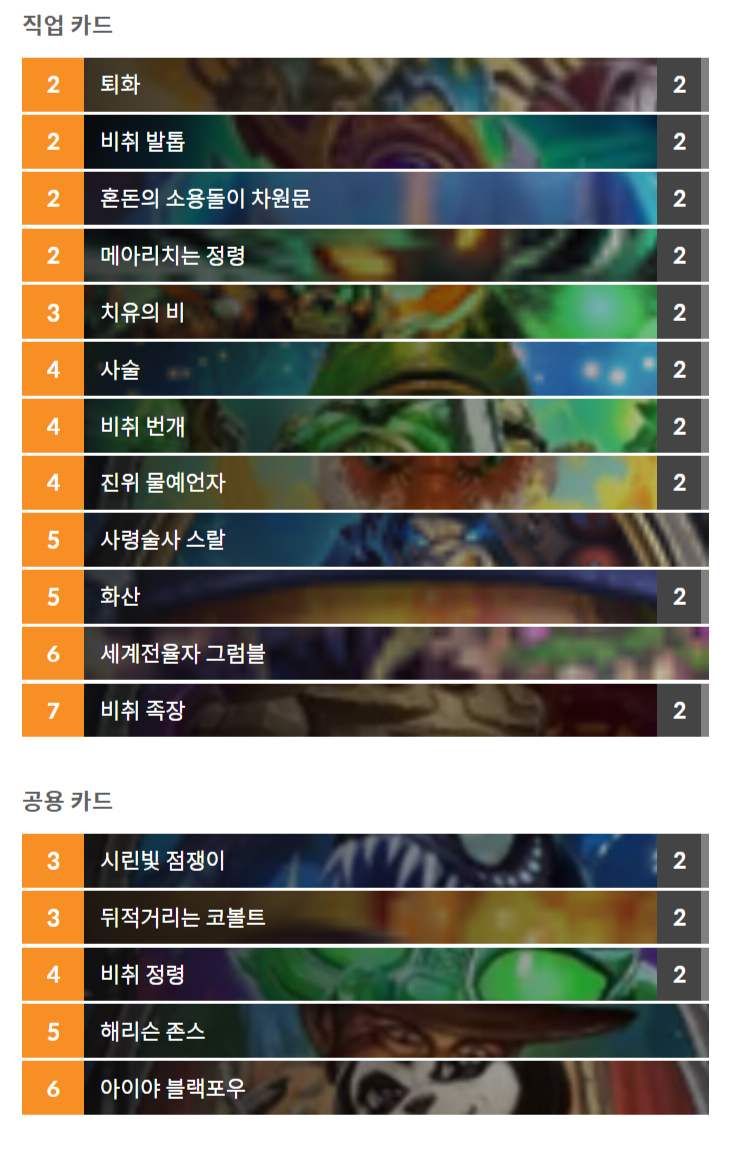 직업 카드
2 퇴화 2
2 비취 발톱 2
2 혼돈의 소용돌이 차원문 2
2 메아리치는 정령 2
3 치유의 비 2
4 사술 2
4 비취 번개 2
4 진위 물예언자 2
5 사령술사 스랄
5 화산 2
6 세계전율자 그럼블
7 비취 족장 2
공용 카드
3 시린빛 점쟁이 2
3 뒤적거리는 코볼트 2
4 비취 정령 2
5 해리슨 존스
6 아이야 블랙포우